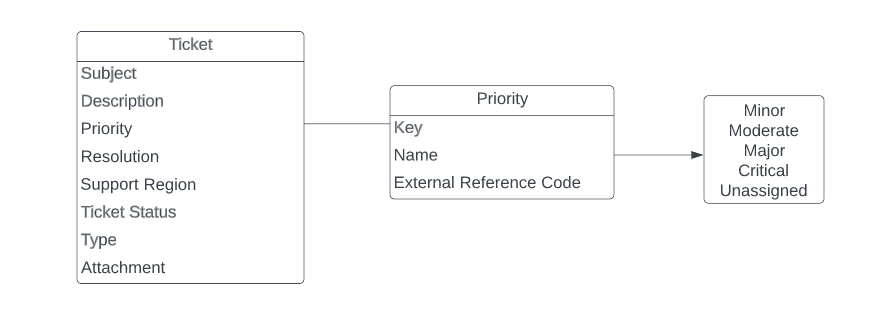 Ticket
Subject
Description
Priority
Resolution
Support Region
Ticket Status
Type
Attachment
Priority
Key
Name
External Reference Code
Minor
Moderate
Major
Critical
Unassigned